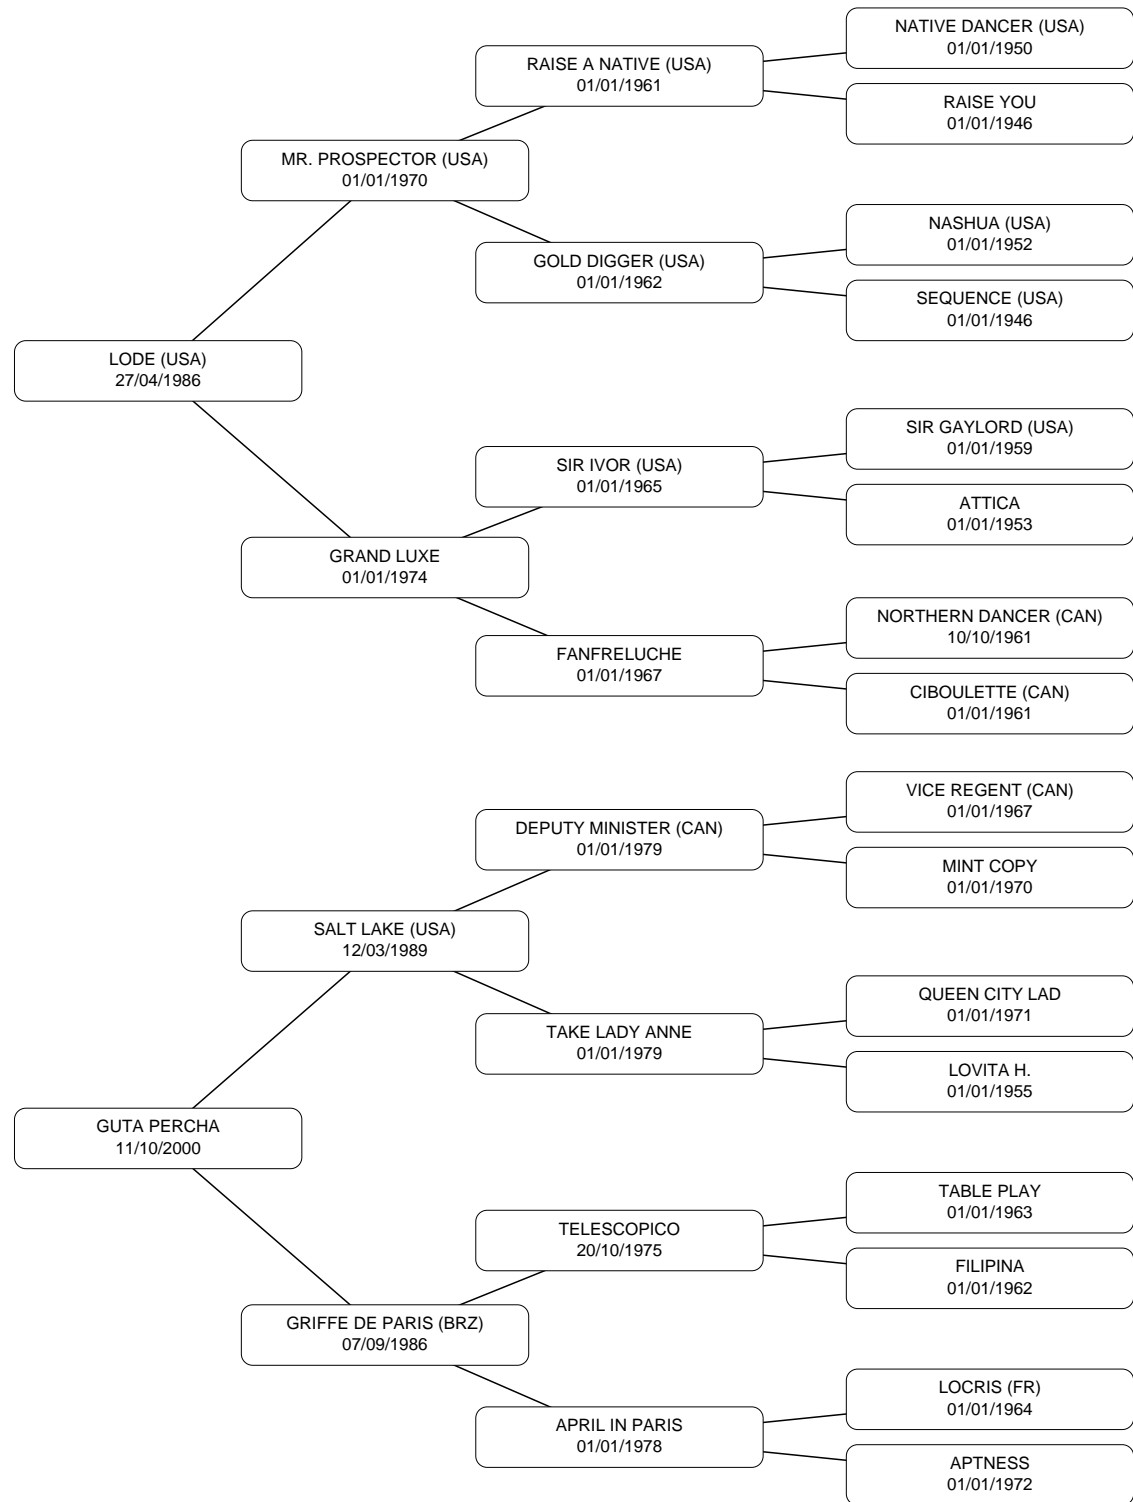 NATIVE DANCER (USA)
01/01/1950
RAISE A NATIVE (USA)
01/01/1961
RAISE YOU
01/01/1946
MR. PROSPECTOR (USA)
01/01/1970
NASHUA (USA)
01/01/1952
GOLD DIGGER (USA)
01/01/1962
SEQUENCE (USA)
01/01/1946
LODE (USA)
27/04/1986
SIR GAYLORD (USA)
01/01/1959
SIR IVOR (USA)
01/01/1965
ATTICA
01/01/1953
GRAND LUXE
01/01/1974
NORTHERN DANCER (CAN)
10/10/1961
FANFRELUCHE
01/01/1967
CIBOULETTE (CAN)
01/01/1961
VICE REGENT (CAN)
01/01/1967
DEPUTY MINISTER (CAN)
01/01/1979
MINT COPY
01/01/1970
SALT LAKE (USA)
12/03/1989
QUEEN CITY LAD
01/01/1971
TAKE LADY ANNE
01/01/1979
LOVITA H.
01/01/1955
GUTA PERCHA
11/10/2000
TABLE PLAY
01/01/1963
TELESCOPICO
20/10/1975
FILIPINA
01/01/1962
GRIFFE DE PARIS (BRZ)
07/09/1986
LOCRIS (FR)
01/01/1964
APRIL IN PARIS
01/01/1978
APTNESS
01/01/1972